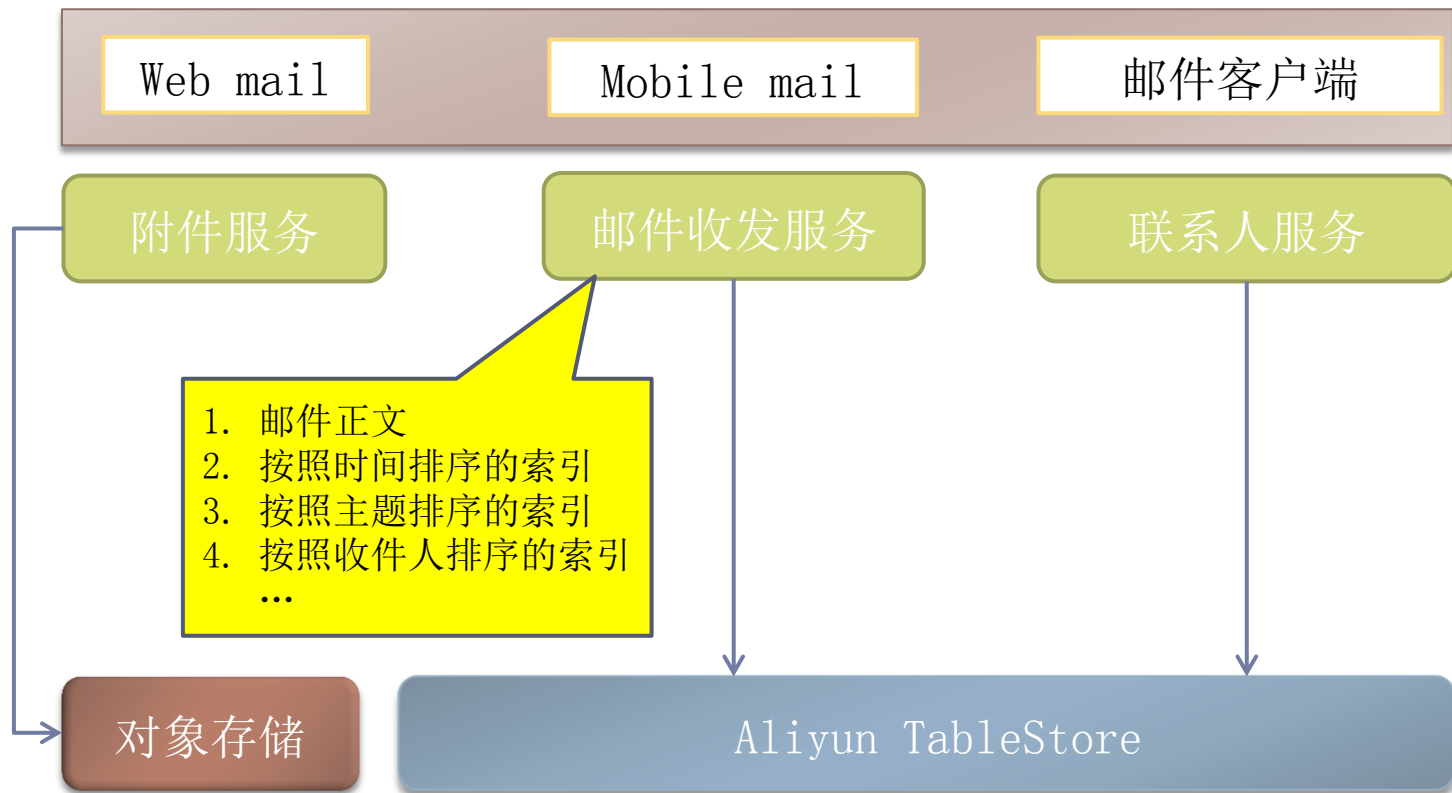 Web mail
Mobile mail
邮件客户端
附件服务
邮件收发服务
联系人服务
1. 邮件正文
2. 按照时间排序的索引
3. 按照主题排序的索引
4. 按照收件人排序的索引
…
对象存储
Aliyun TableStore